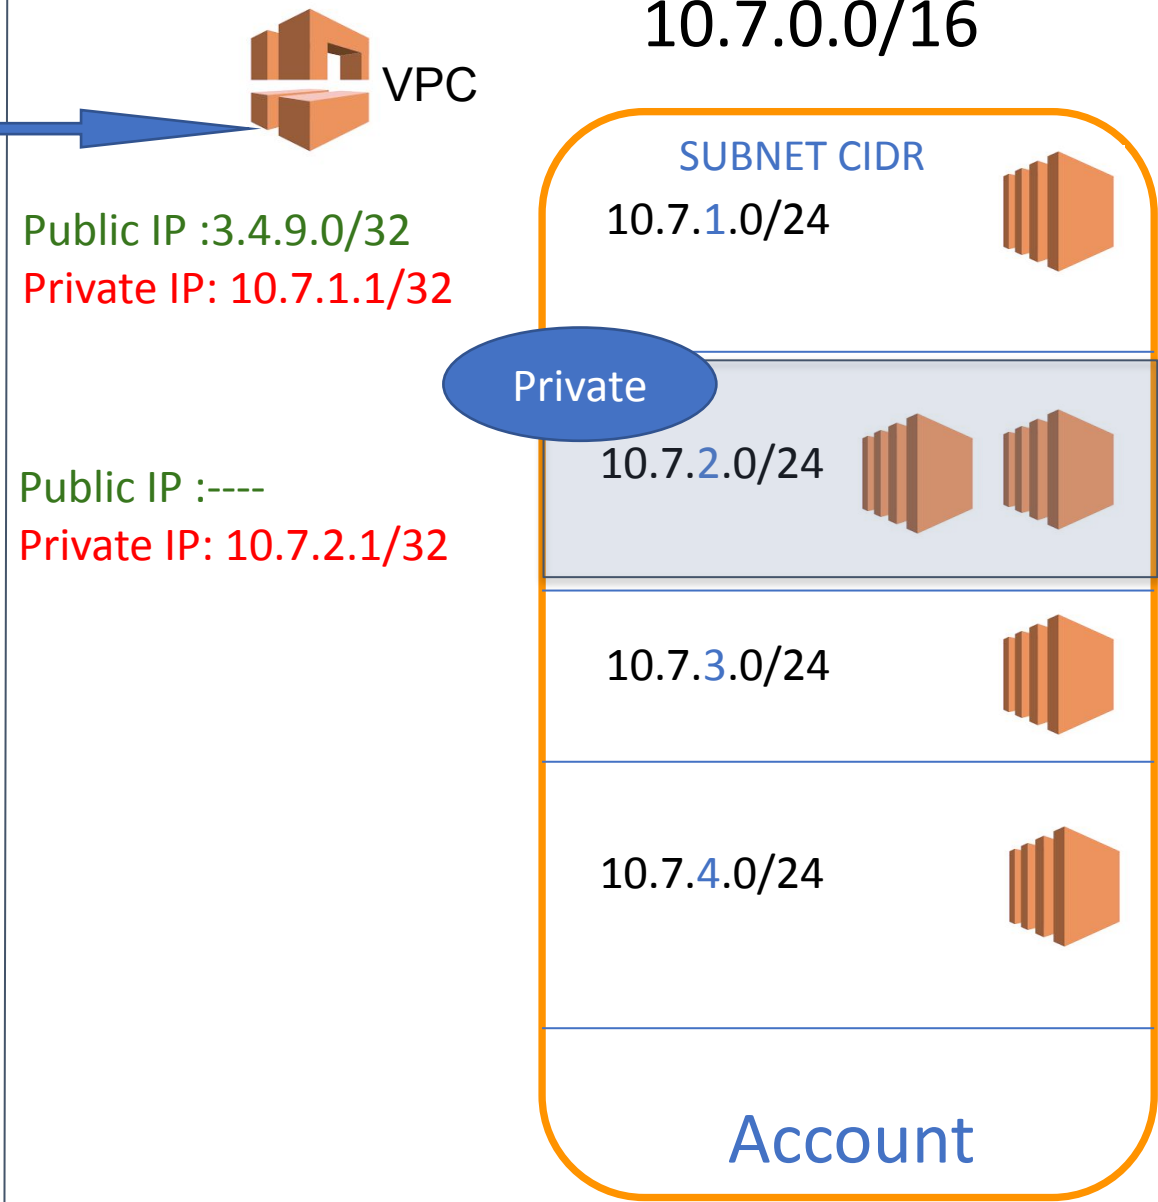 10.7.0.0/16
VPC
SUBNET CIDR
10.7.1.0/24
Public IP :3.4.9.0/32
Private IP: 10.7.1.1/32
Private
10.7.2.0/24
Public IP :----
Private IP: 10.7.2.1/32
10.7.3.0/24
10.7.4.0/24
Account